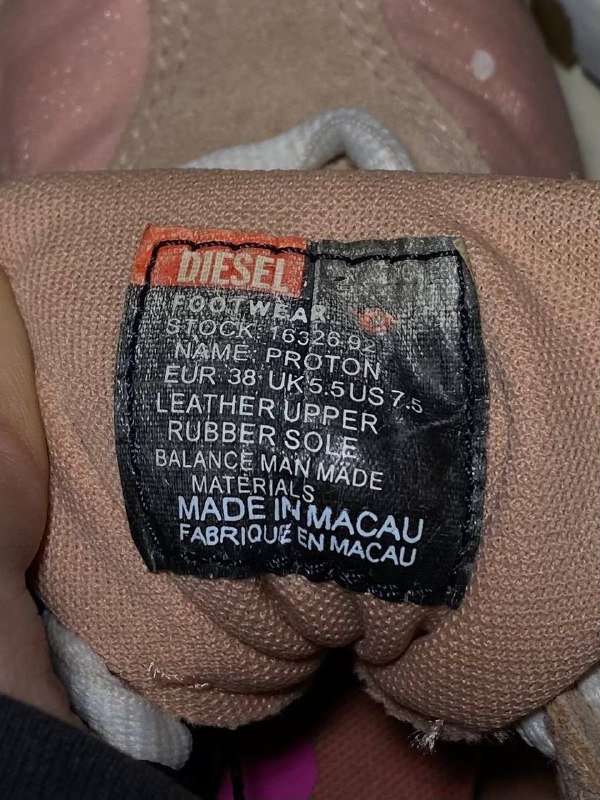 DIESEL
FOOTWEAR
STOCK: 16326-92
NAME: PROTON
EUR 38 UK 5.5 US 7.5
LEATHER UPPER
RUBBER SOLE
BALANCE MAN MADE
MATERIALS
MADE IN MACAU
FABRIQUE EN MACAU